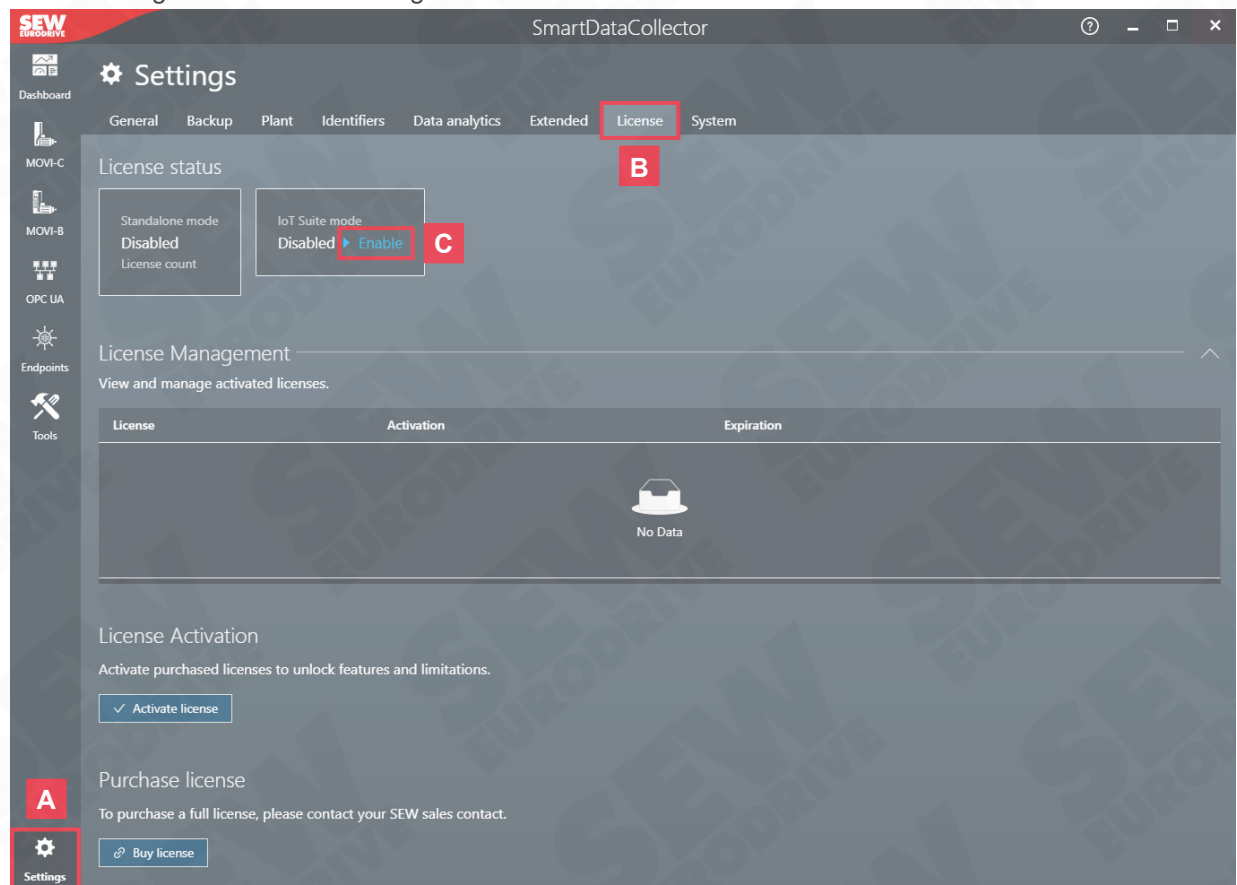 SEW
EURODRIVE
SmartDataCollector
Dashboard
MOVI-C
MOVI-B
OPC UA
Endpoints
Tools
A
Settings
Settings
General Backup Plant Identifiers Data analytics Extended License System
B
License status
Standalone mode
Disabled
License count
IoT Suite mode
Disabled Enable
C
License Management
View and manage activated licenses.
License Activation Expiration
No Data
License Activation
Activate purchased licenses to unlock features and limitations.
Activate license
Purchase license
To purchase a full license, please contact your SEW sales contact.
Buy license